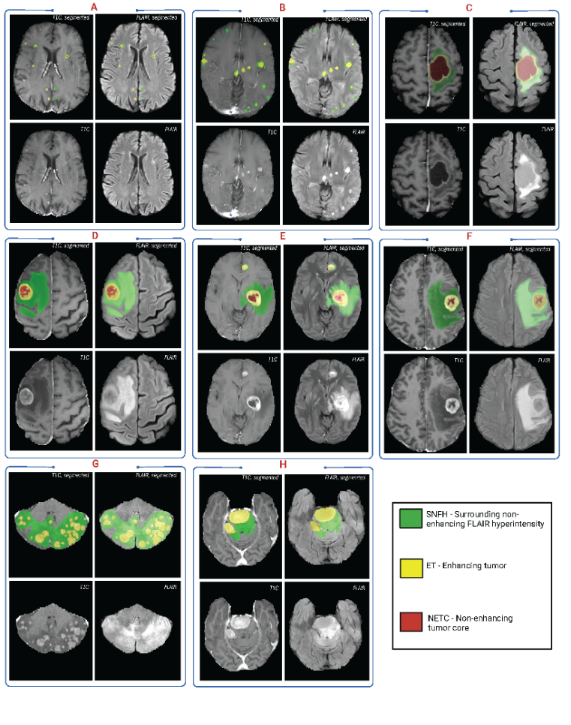 A
T1C, segmented
FLAIR, segmented
T1C
FLAIR
B
T1C, segmented
FLAIR, segmented
T1C
FLAIR
C
T1C, segmented
FLAIR, segmented
T1C
FLAIR
D
T1C, segmented
FLAIR, segmented
T1C
FLAIR
E
T1C, segmented
FLAIR, segmented
T1C
FLAIR
F
T1C, segmented
FLAIR, segmented
T1C
FLAIR
G
T1C, segmented
FLAIR, segmented
T1C
FLAIR
H
T1C, segmented
FLAIR, segmented
T1C
FLAIR
SNFH - Surrounding non-
enhancing FLAIR hyperintensity
ET - Enhancing tumor
NETC - Non-enhancing
tumor core